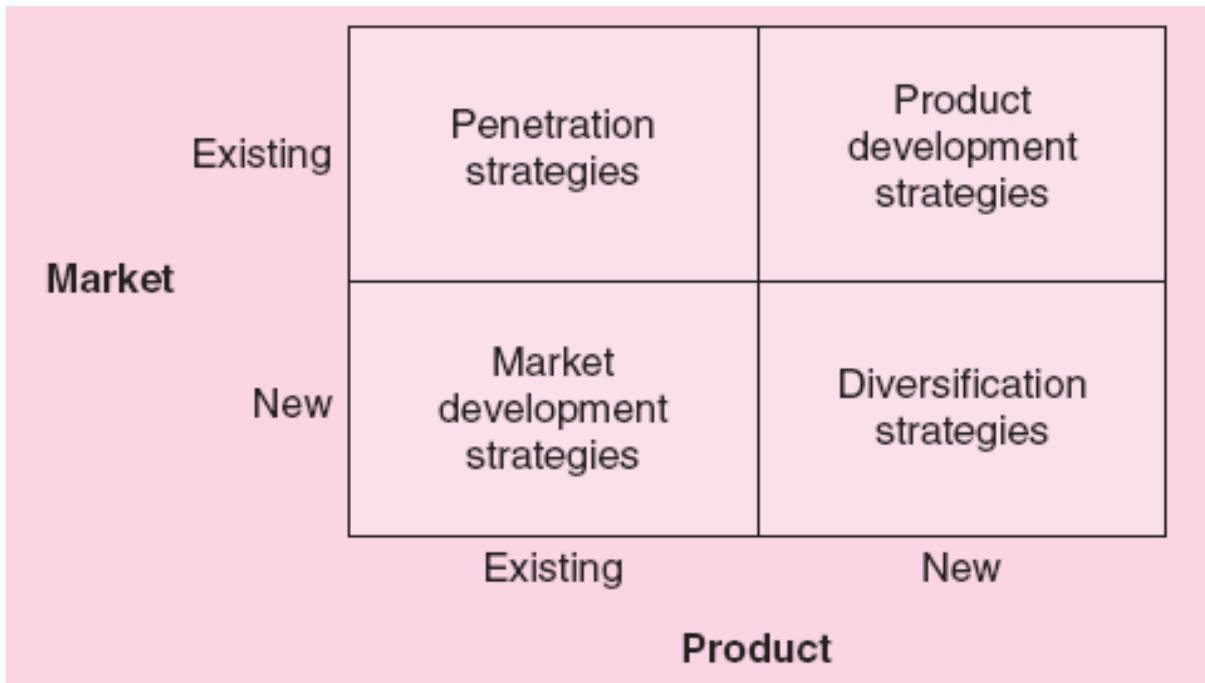 Existing
Penetration
strategies
Product
development
strategies
Market
New
Market
development
strategies
Diversification
strategies
Existing
New
Product